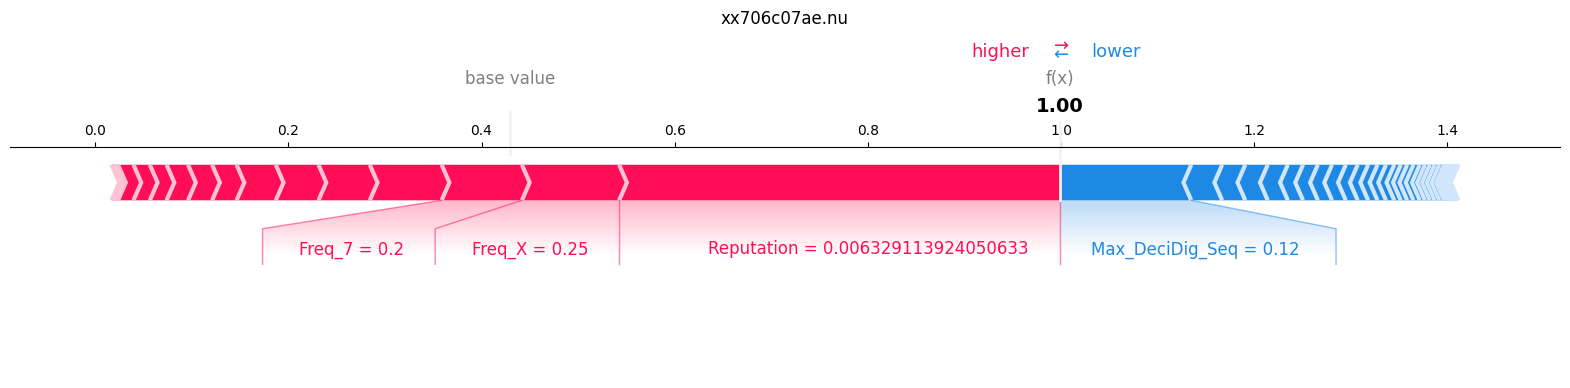 xx706c07ae.nu
higher ⇄ lower
base value f(x)
1.00
0.0 0.2 0.4 0.6 0.8 1.0 1.2 1.4
Freq_7 = 0.2 Freq_X = 0.25 Reputation = 0.006329113924050633 Max_DeciDig_Seq = 0.12